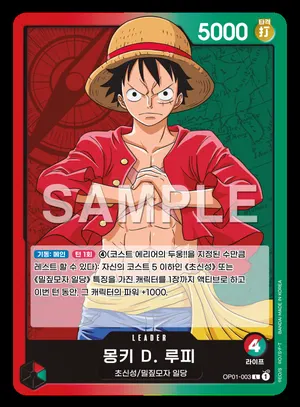 5000
타격
打
SAMPLE
기동: 메인 턴 1회 ④(코스트 에리어의 두웅!!을 지정된 수만큼
레스트 할 수 있다): 자신의 코스트 5 이하인 《초신성》 또는
《밀짚모자 일당》 특징을 가진 캐릭터를 1장까지 액티브로 하고,
이번 턴 동안, 그 캐릭터의 파워 +1000.
LEADER
몽키 D. 루피
초신성/밀짚모자 일당
4
라이프
OP01-003 L 1